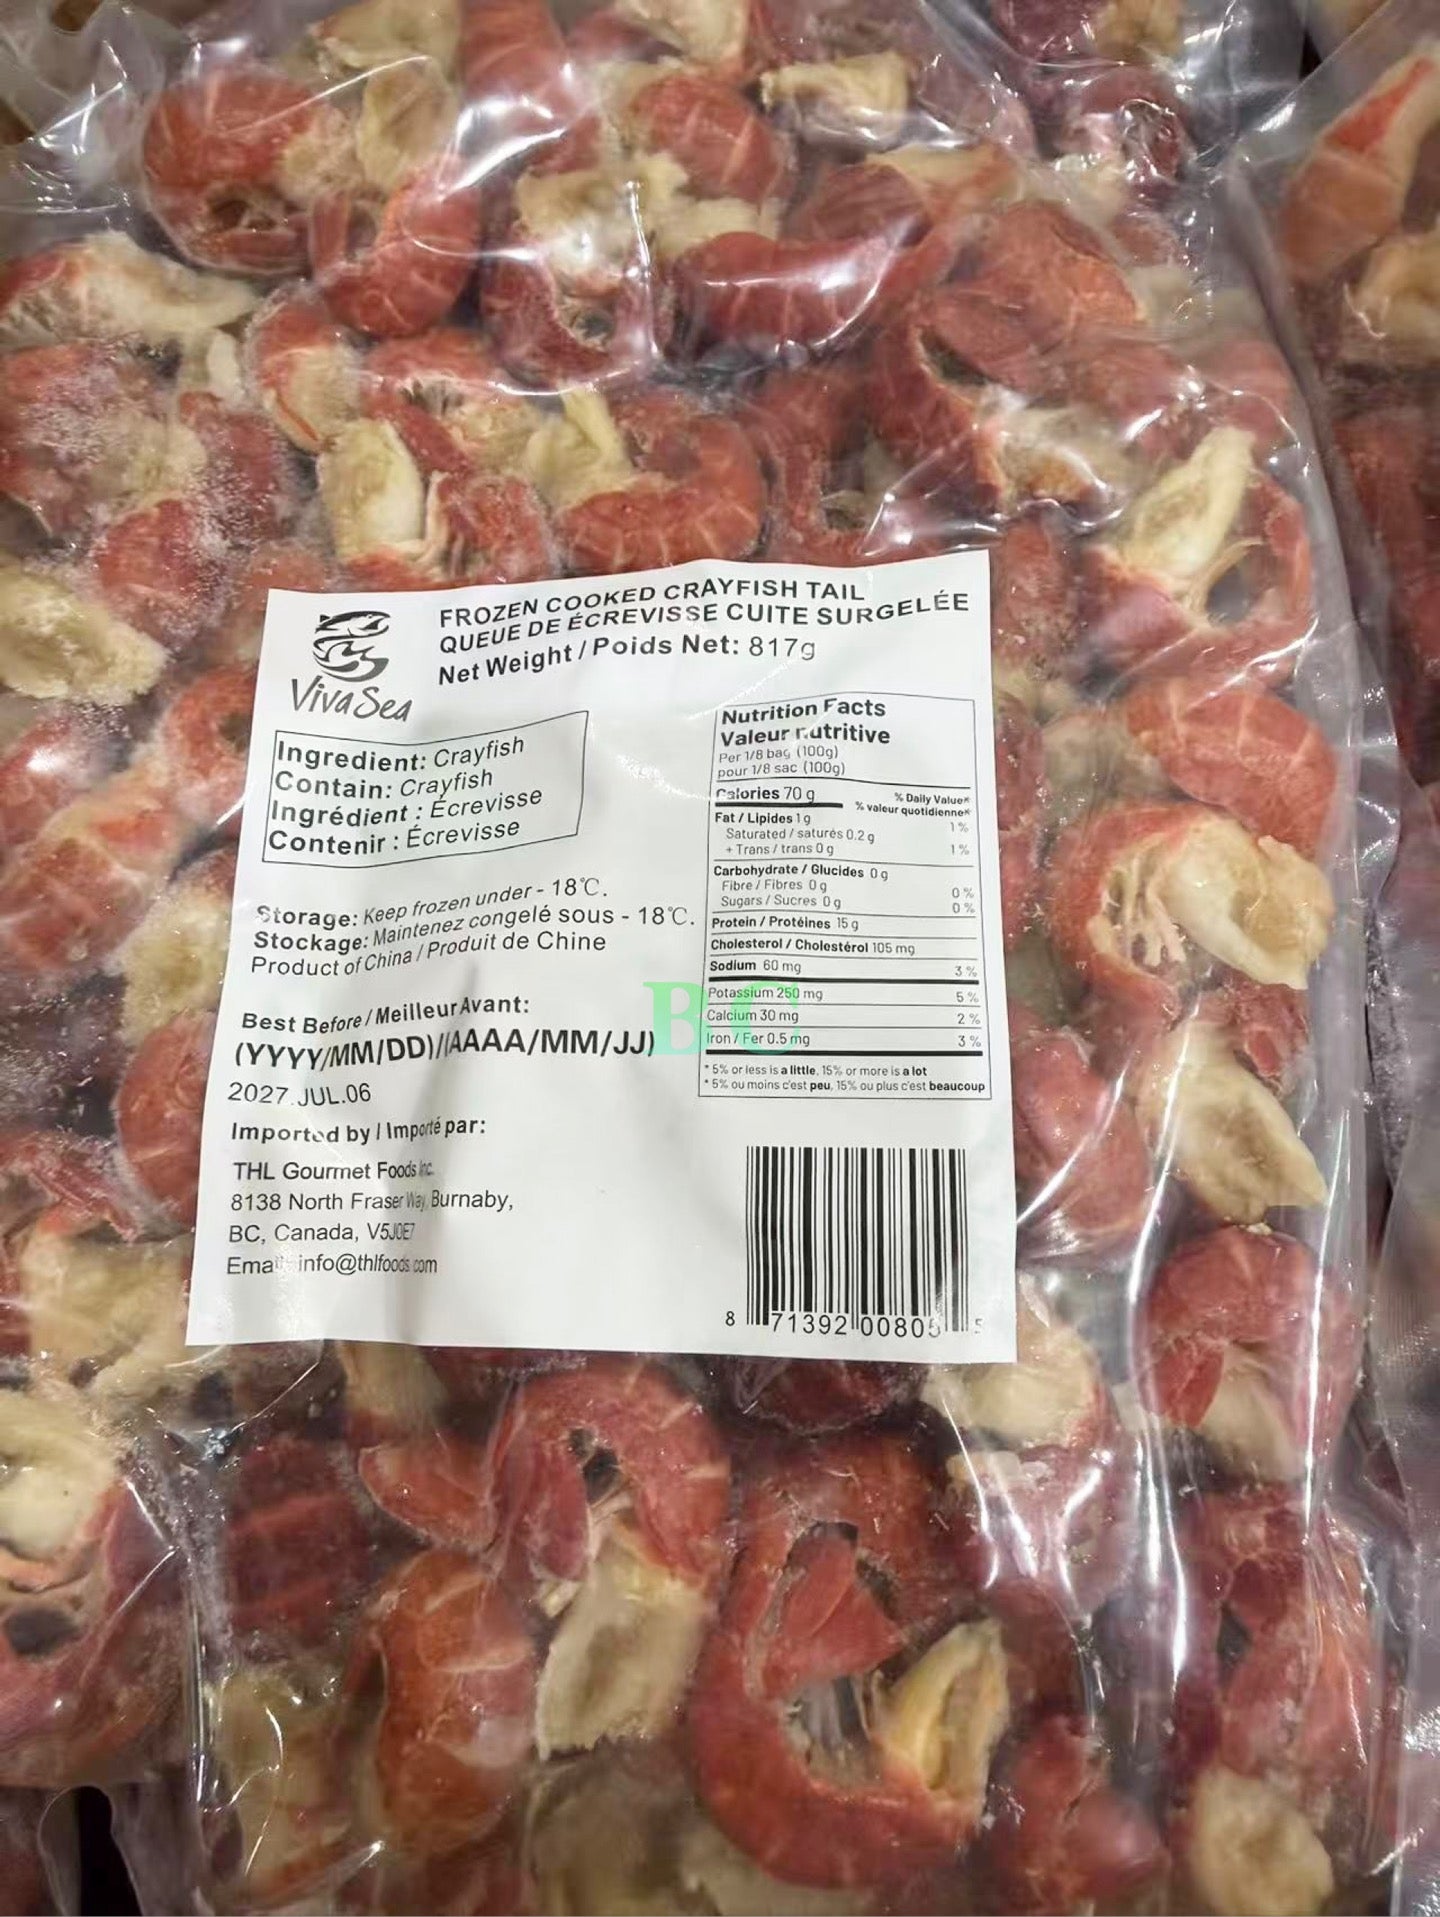 VivaSea
FROZEN COOKED CRAYFISH TAIL
QUEUE DE ÉCREVISSE CUITE SURGELÉE
Net Weight / Poids Net: 817g
Ingredient: Crayfish
Contain: Crayfish
Ingrédient : Écrevisse
Contenir : Écrevisse
Storage: Keep frozen under - 18℃.
Stockage: Maintenez congelé sous - 18℃.
Product of China / Produit de Chine
Best Before / Meilleur Avant:
(YYYY/MM/DD)/(AAAA/MM/JJ)
2027.JUL.06
Imported by / Importé par:
THL Gourmet Foods Inc.
8138 North Fraser Way, Burnaby,
BC, Canada, V5J0E7
Email: info@thlfoods.com
Nutrition Facts
Valeur nutritive
Per 1/8 bag (100g)
pour 1/8 sac (100g)
Calories 70 g
% Daily Value*
% valeur quotidienne*
Fat / Lipides 1 g 1 %
Saturated / saturés 0.2 g
+ Trans / trans 0 g 1 %
Carbohydrate / Glucides 0 g
Fibre / Fibres 0 g 0 %
Sugars / Sucres 0 g 0 %
Protein / Protéines 15 g
Cholesterol / Cholestérol 105 mg
Sodium 60 mg 3 %
Potassium 250 mg 5 %
Calcium 30 mg 2 %
Iron / Fer 0.5 mg 3 %
* 5% or less is a little, 15% or more is a lot
* 5% ou moins c'est peu, 15% ou plus c'est beaucoup
BC
8 71392 00805 5